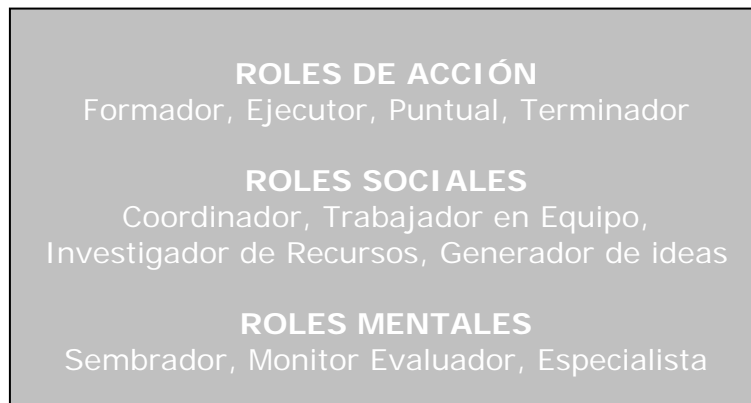 ROLES DE ACCIÓN
Formador, Ejecutor, Puntual, Terminador
ROLES SOCIALES
Coordinador, Trabajador en Equipo,
Investigador de Recursos, Generador de ideas
ROLES MENTALES
Sembrador, Monitor Evaluador, Especialista